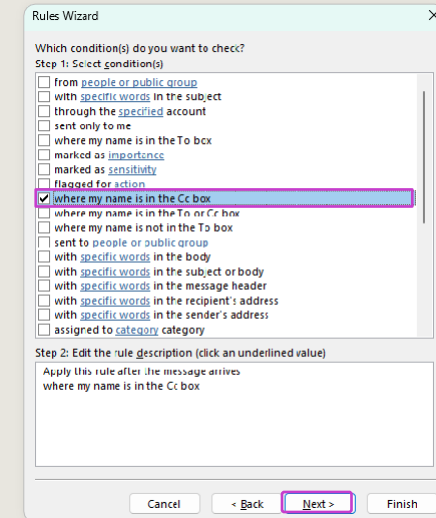 Rules Wizard
Which condition(s) do you want to check?
Step 1: Select condition(s)
from people or public group
with specific words in the subject
through the specified account
sent only to me
where my name is in the To box
marked as importance
marked as sensitivity
flagged for action
where my name is in the Cc box
where my name is in the To or Cc box
where my name is not in the To box
sent to people or public group
with specific words in the body
with specific words in the subject or body
with specific words in the message header
with specific words in the recipient's address
with specific words in the sender's address
assigned to category category
Step 2: Edit the rule description (click an underlined value)
Apply this rule after the message arrives
where my name is in the Cc box
Cancel
< Back
Next >
Finish